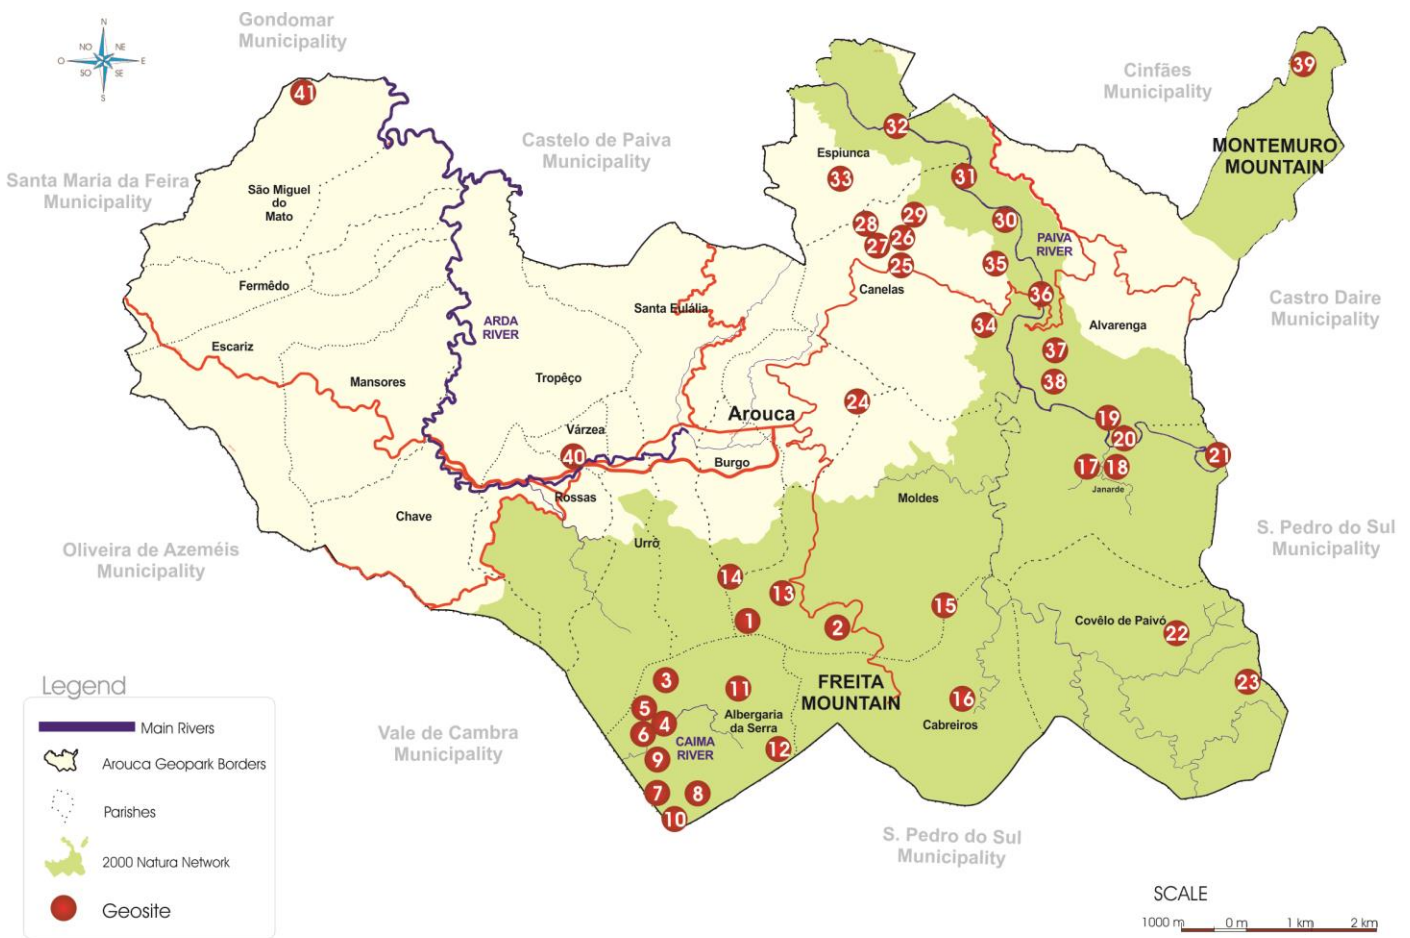 Gondomar
Municipality
N
NO
NE
O
E
SO
SE
S
41
39
Cinfães
Municipality
32
Castelo de Paiva
Municipality
MONTEMURO
MOUNTAIN
Espiunca
33
31
Santa Maria da Feira
Municipality
São Miguel
do
Mato
28
29
27
26
30
PAIVA
RIVER
25
35
Fermêdo
Canelas
36
Castro Daire
Municipality
Santa Eulália
ARDA
RIVER
34
Alvarenga
Escariz
37
Mansores
Tropêço
38
24
Arouca
19
Várzea
20
40
Burgo
21
17
18
Janarde
Rossas
Moldes
Chave
S. Pedro do Sul
Municipality
Oliveira de Azeméis
Municipality
Urrô
14
13
15
1
2
Covêlo de Paivó
22
3
11
FREITA
MOUNTAIN
23
Legend
16
5
4
6
Albergaria
da Serra
Cabreiros
Main Rivers
Vale de Cambra
Municipality
CAIMA
RIVER
12
9
Arouca Geopark Borders
7
8
10
Parishes
S. Pedro do Sul
Municipality
2000 Natura Network
Geosite
SCALE
1000 m
0 m
1 km
2 km